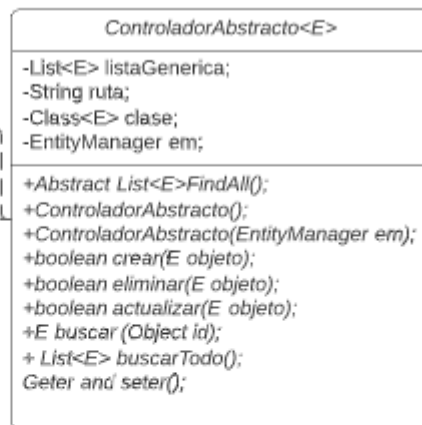 ControladorAbstracto<E>
-List<E> listaGenerica;
-String ruta;
-Class<E> clase;
-EntityManager em;
+Abstract List<E>FindAll();
+ControladorAbstracto();
+ControladorAbstracto(EntityManager em);
+boolean crear(E objeto);
+boolean eliminar(E objeto);
+boolean actualizar(E objeto);
+E buscar (Object id);
+ List<E> buscarTodo();
Geter and seter();